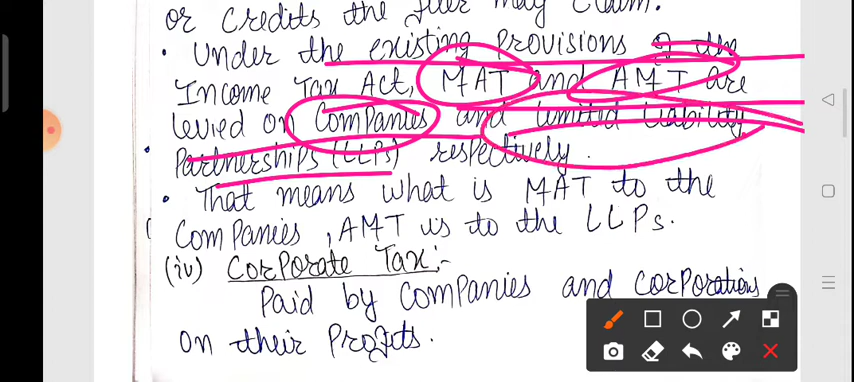 or credits the filer may claim.
• Under the existing Provisions of the
Income Tax Act, MAT and AMT are
levied on Companies and limited liability
Partnerships (LLPs) respectively.
• That means what is MAT to the
Companies, AMT is to the LLPs.
(iv) Corporate Tax:-
Paid by Companies and corporations
on their Profits.